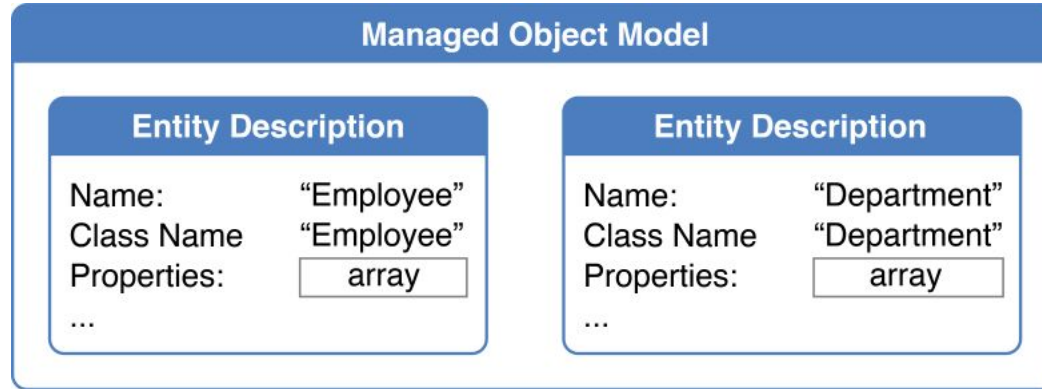 Managed Object Model
Entity Description
Name: “Employee”
Class Name “Employee”
Properties: array
...
Entity Description
Name: “Department”
Class Name “Department”
Properties: array
...